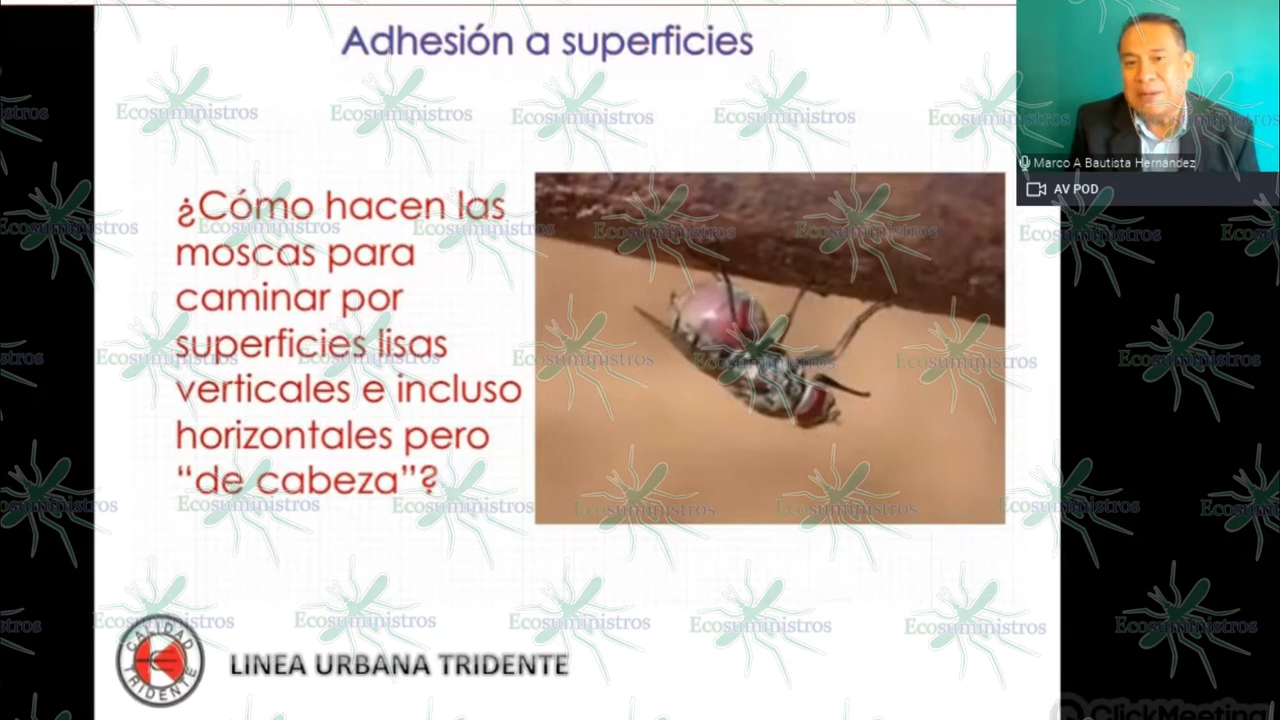 Adhesión a superficies
¿Cómo hacen las
moscas para
caminar por
superficies lisas
verticales e incluso
horizontales pero
“de cabeza”?
Marco A Bautista Hernández
AV POD
Ecosuministros
CALIDAD
TRIDENTE
LINEA URBANA TRIDENTE
ClickMeeting